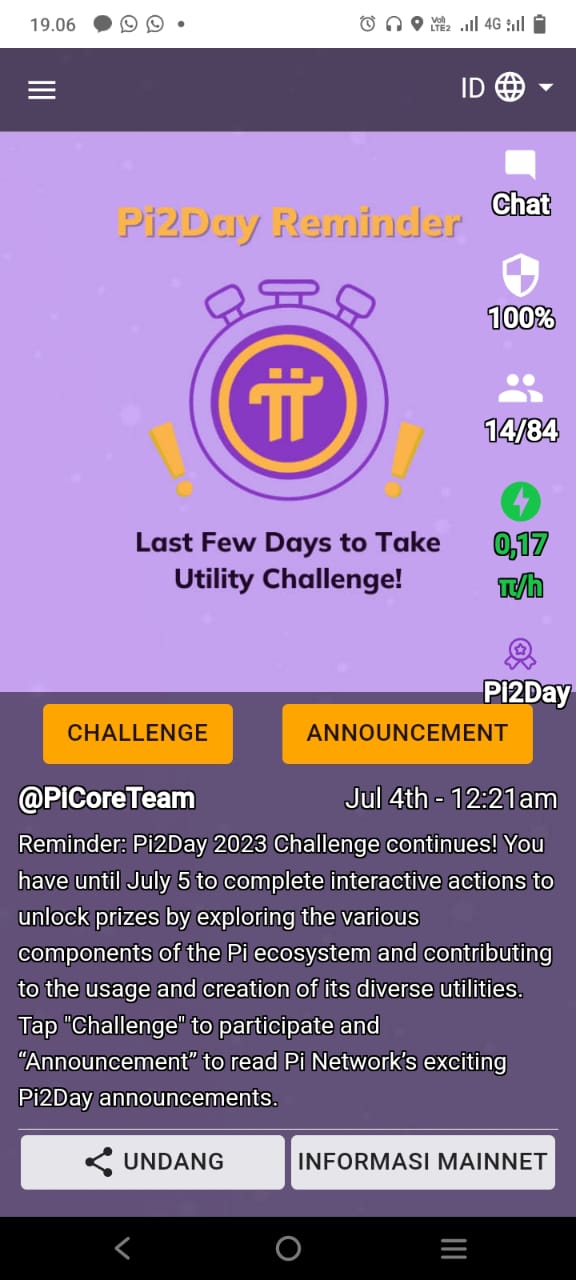 19.06
Vo)
LTE2
4G
ID
Pi2Day Reminder
Chat
100%
14/84
0,17
π/h
Pi2Day
Last Few Days to Take
Utility Challenge!
CHALLENGE
ANNOUNCEMENT
@PiCoreTeam
Jul 4th - 12:21am
Reminder: Pi2Day 2023 Challenge continues! You
have until July 5 to complete interactive actions to
unlock prizes by exploring the various
components of the Pi ecosystem and contributing
to the usage and creation of its diverse utilities.
Tap "Challenge" to participate and
“Announcement” to read Pi Network’s exciting
Pi2Day announcements.
UNDANG
INFORMASI MAINNET